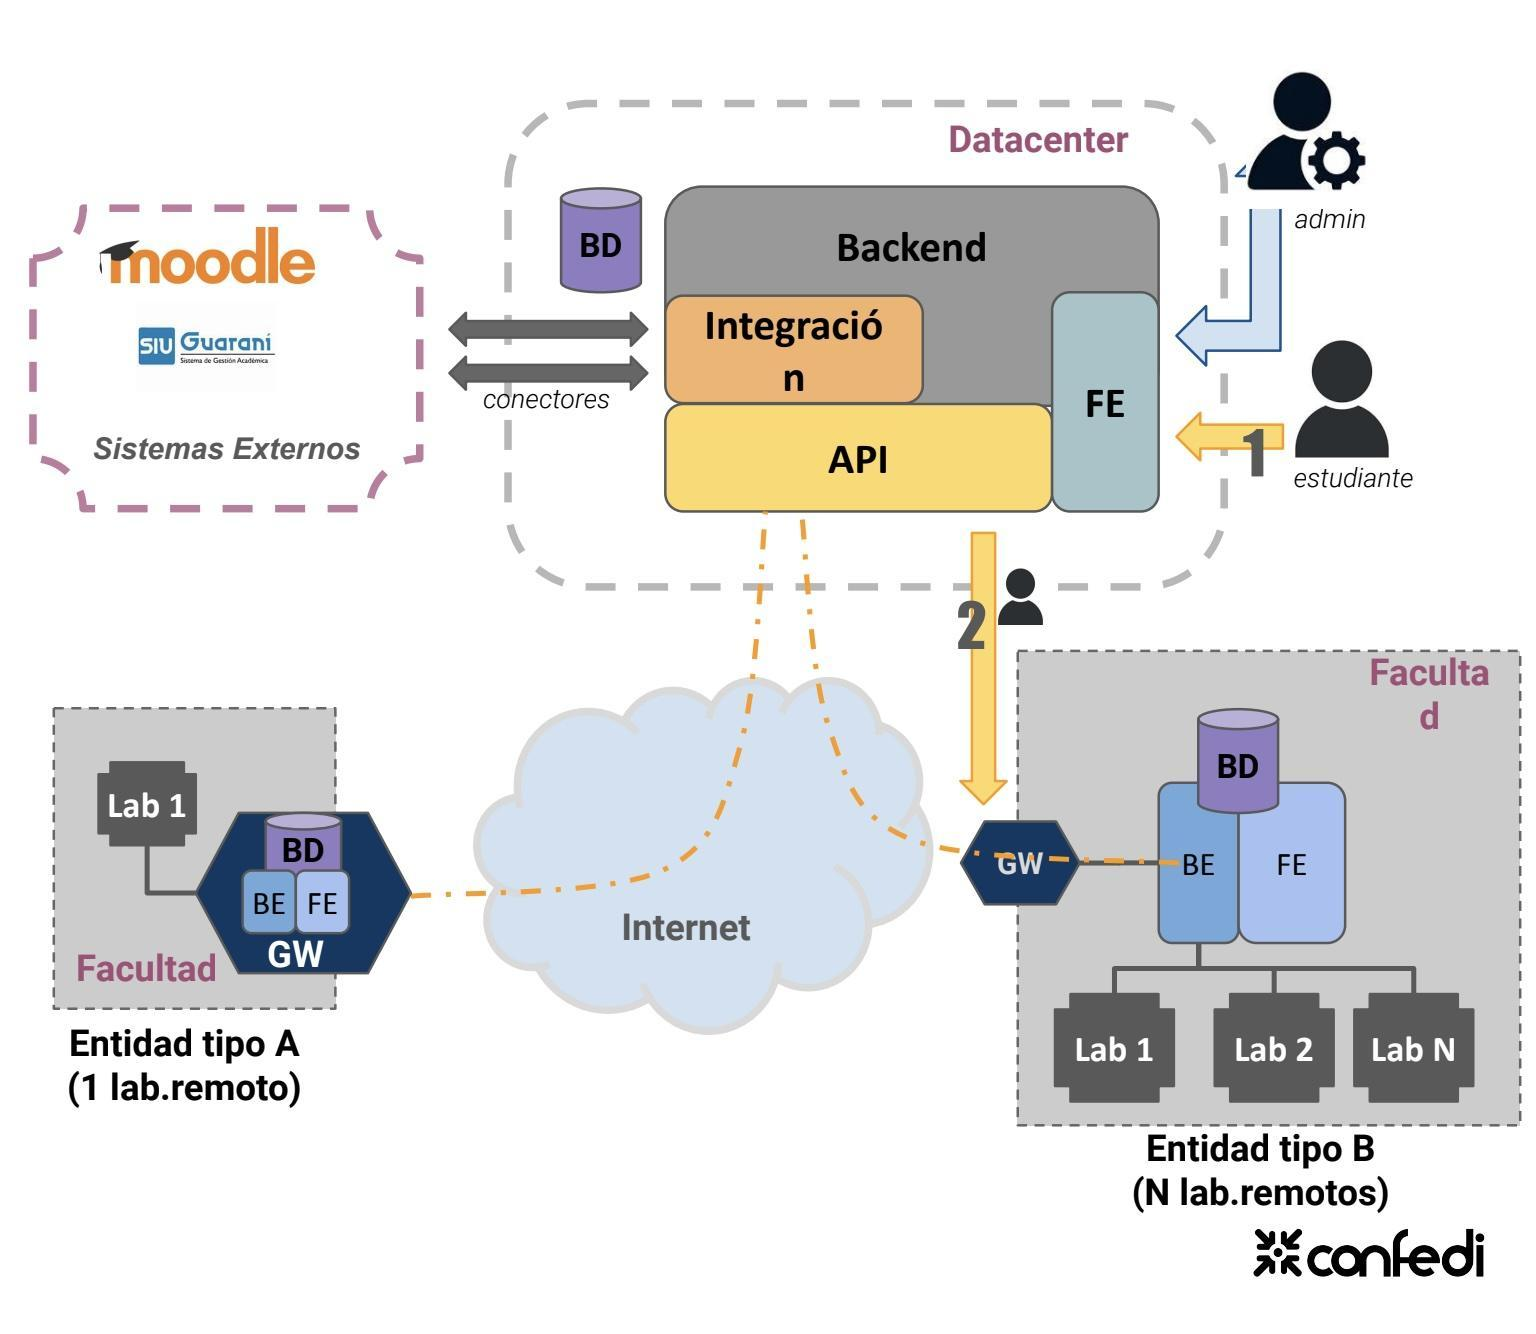 Datacenter
admin
BD
Backend
moodle
SIU Guaraní
Sistema de Gestión Académica
Sistemas Externos
conectores
Integració
n
API
FE
1
estudiante
2
Internet
Lab 1
BD
BE
FE
GW
Facultad
Entidad tipo A
(1 lab.remoto)
Faculta
d
BD
GW
BE
FE
Lab 1
Lab 2
Lab N
Entidad tipo B
(N lab.remotos)
confedi